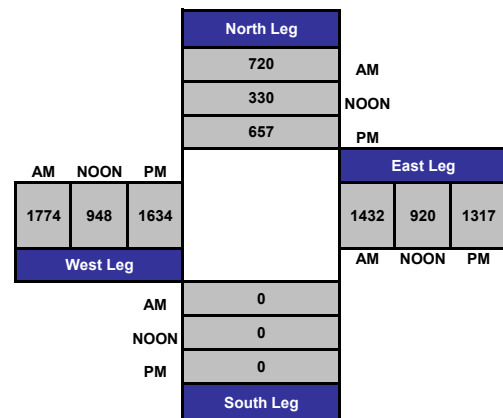 North Leg
720 AM
330 NOON
657 PM
AM NOON PM
East Leg
1774 948 1634
1432 920 1317
West Leg
AM NOON PM
AM 0
NOON 0
PM 0
South Leg